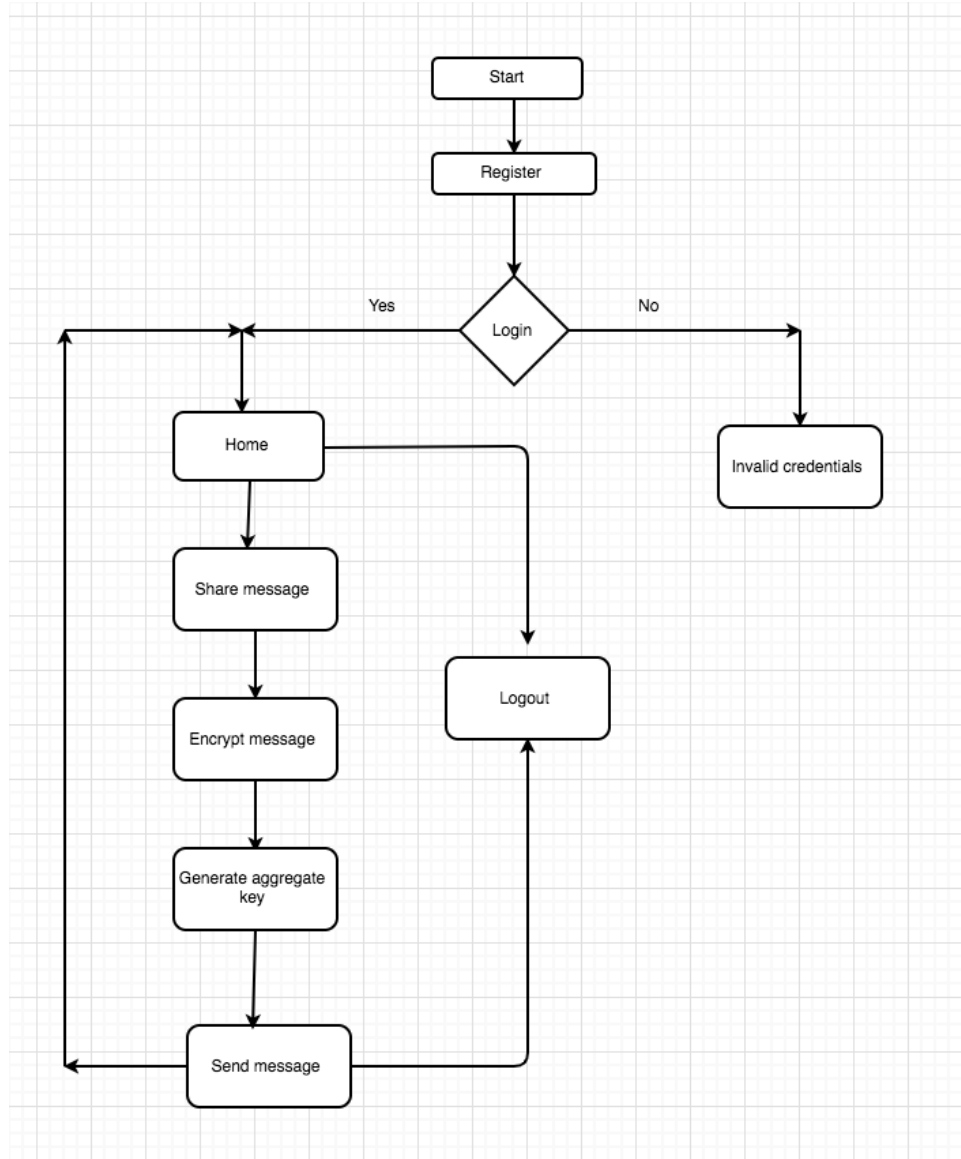 Start
Register
Yes
No
Login
Home
Invalid credentials
Share message
Logout
Encrypt message
Generate aggregate
key
Send message